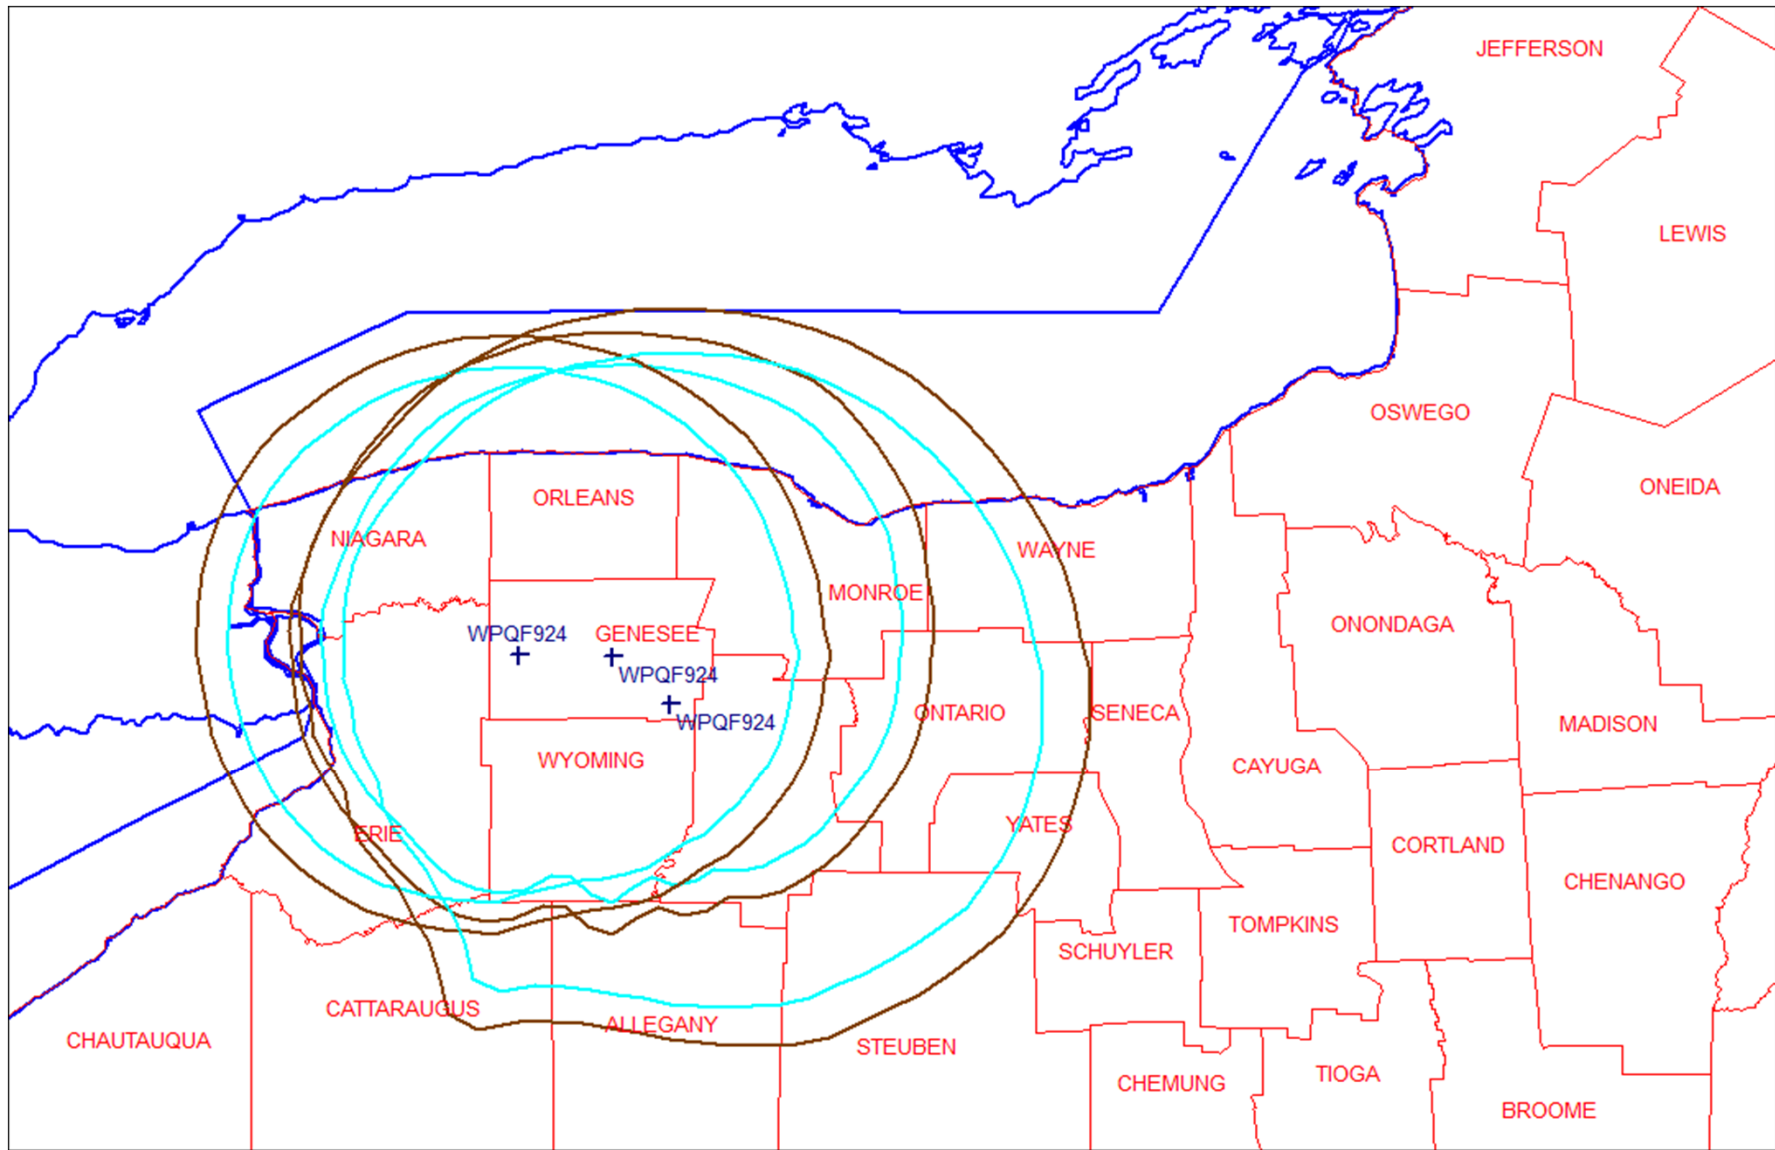 JEFFERSON
LEWIS
OSWEGO
ONEIDA
ORLEANS
NIAGARA
WAYNE
MONROE
ONONDAGA
WPQF924
GENESEE
WPQF924
ONTARIO
SENECA
WPQF924
MADISON
WYOMING
CAYUGA
YATES
ERIE
CORTLAND
CHENANGO
TOMPKINS
SCHUYLER
CATTARAUGUS
ALLEGANY
CHAUTAUQUA
STEUBEN
TIOGA
CHEMUNG
BROOME